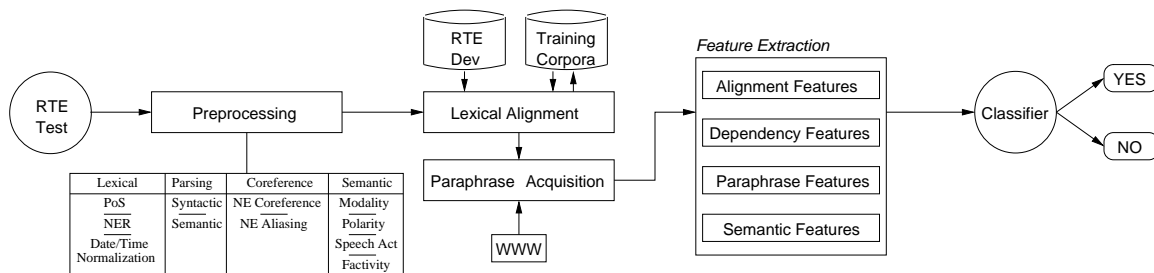 RTE
Test
Preprocessing
Lexical
Parsing
Coreference
Semantic
PoS
NER
Date/Time
Normalization
Syntactic
Semantic
NE Coreference
NE Aliasing
Modality
Polarity
Speech Act
Factivity
RTE
Dev
Training
Corpora
Lexical Alignment
Paraphrase Acquisition
WWW
Feature Extraction
Alignment Features
Dependency Features
Paraphrase Features
Semantic Features
Classifier
YES
NO